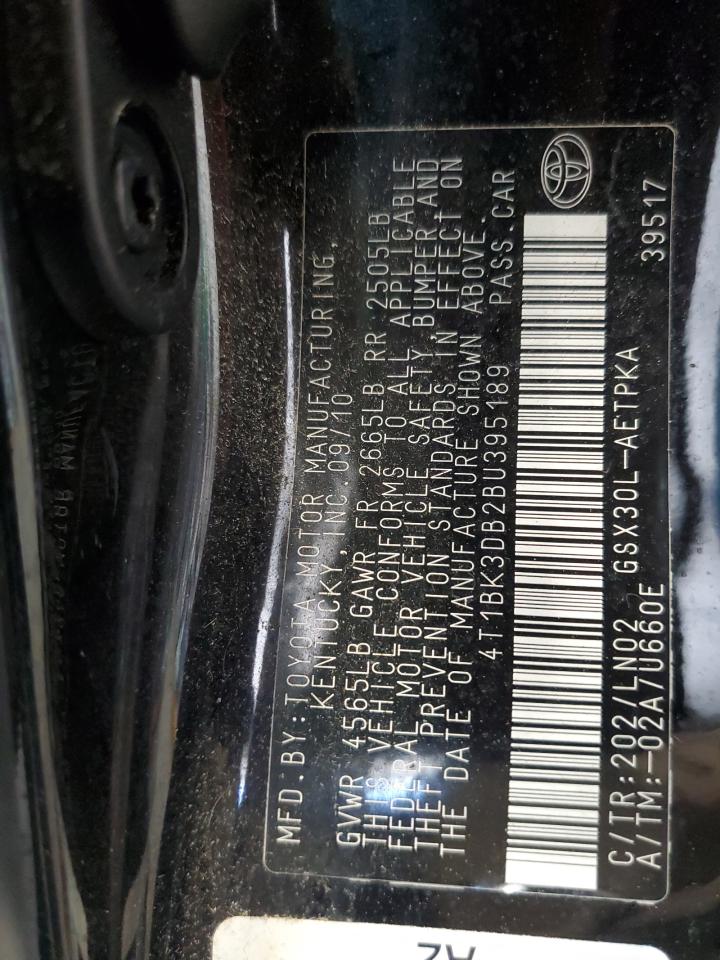 MFD.BY:TOYOTA MOTOR MANUFACTURING,
KENTUCKY, INC. 09/10
GVWR 4565LB GAWR FR 2665LB RR 2505LB
THIS VEHICLE CONFORMS TO ALL APPLICABLE
FEDERAL MOTOR VEHICLE SAFETY, BUMPER AND
THEFT PREVENTION STANDARDS IN EFFECT ON
THE DATE OF MANUFACTURE SHOWN ABOVE.
4T1BK3DB2BU395189 PASS.CAR
C/TR:202/LN02 GSX30L-AETPKA
A/TM:-02A/U660E 39517
A2